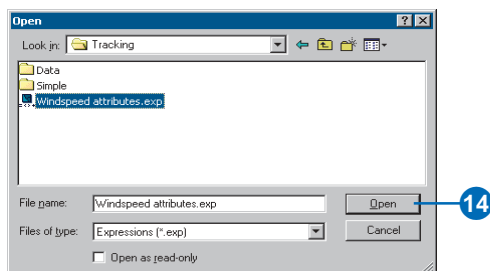 Open
Look in: Tracking
Data
Simple
Windspeed attributes.exp
File name: Windspeed attributes.exp Open 14
Files of type: Expressions (*.exp) Cancel
Open as read-only